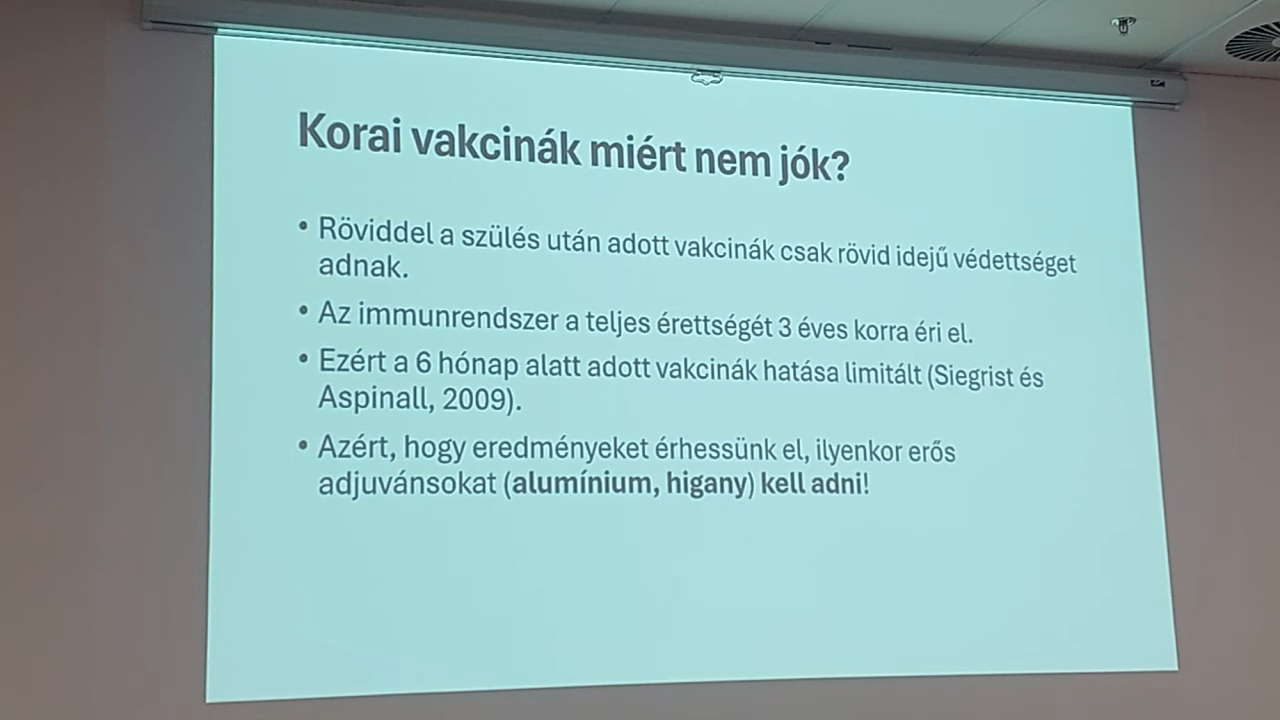 Korai vakcinák miért nem jók?
• Röviddel a szülés után adott vakcinák csak rövid idejű védettséget
adnak.
• Az immunrendszer a teljes érettségét 3 éves korra éri el.
• Ezért a 6 hónap alatt adott vakcinák hatása limitált (Siegrist és
Aspinall, 2009).
• Azért, hogy eredményeket érhessünk el, ilyenkor erős
adjuvánsokat (alumínium, higany) kell adni!